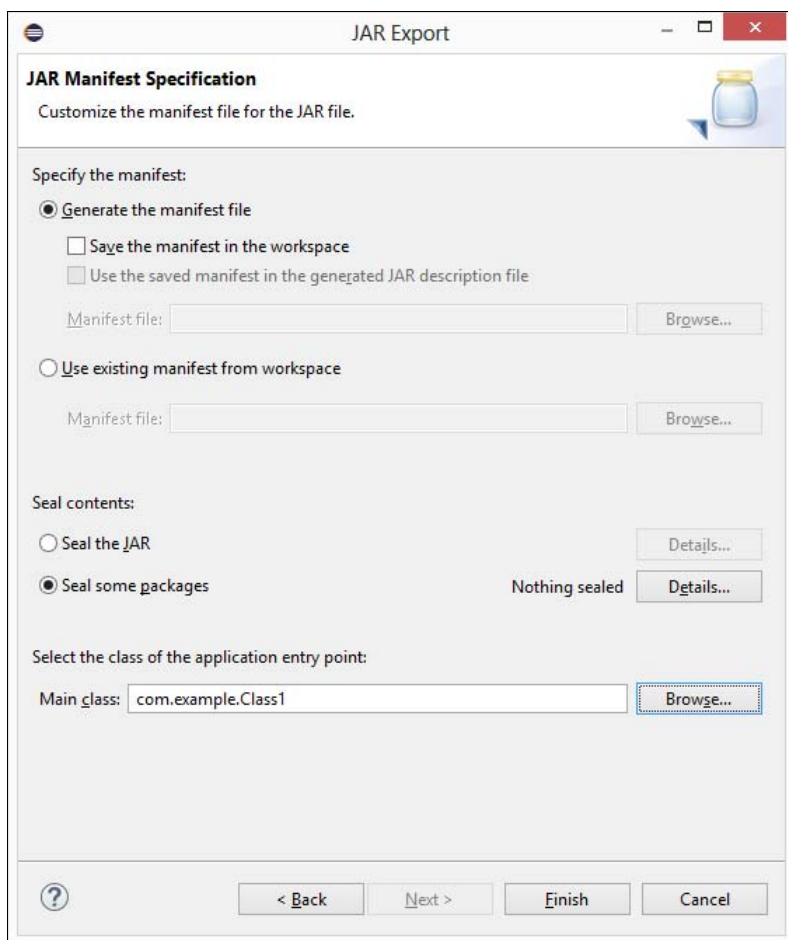 JAR Export
JAR Manifest Specification
Customize the manifest file for the JAR file.
Specify the manifest:
Generate the manifest file
Save the manifest in the workspace
Use the saved manifest in the generated JAR description file
Manifest file: Browse...
Use existing manifest from workspace
Manifest file: Browse...
Seal contents:
Seal the JAR Details...
Seal some packages Nothing sealed Details...
Select the class of the application entry point:
Main class: com.example.Class1 Browse...
? < Back Next > Finish Cancel